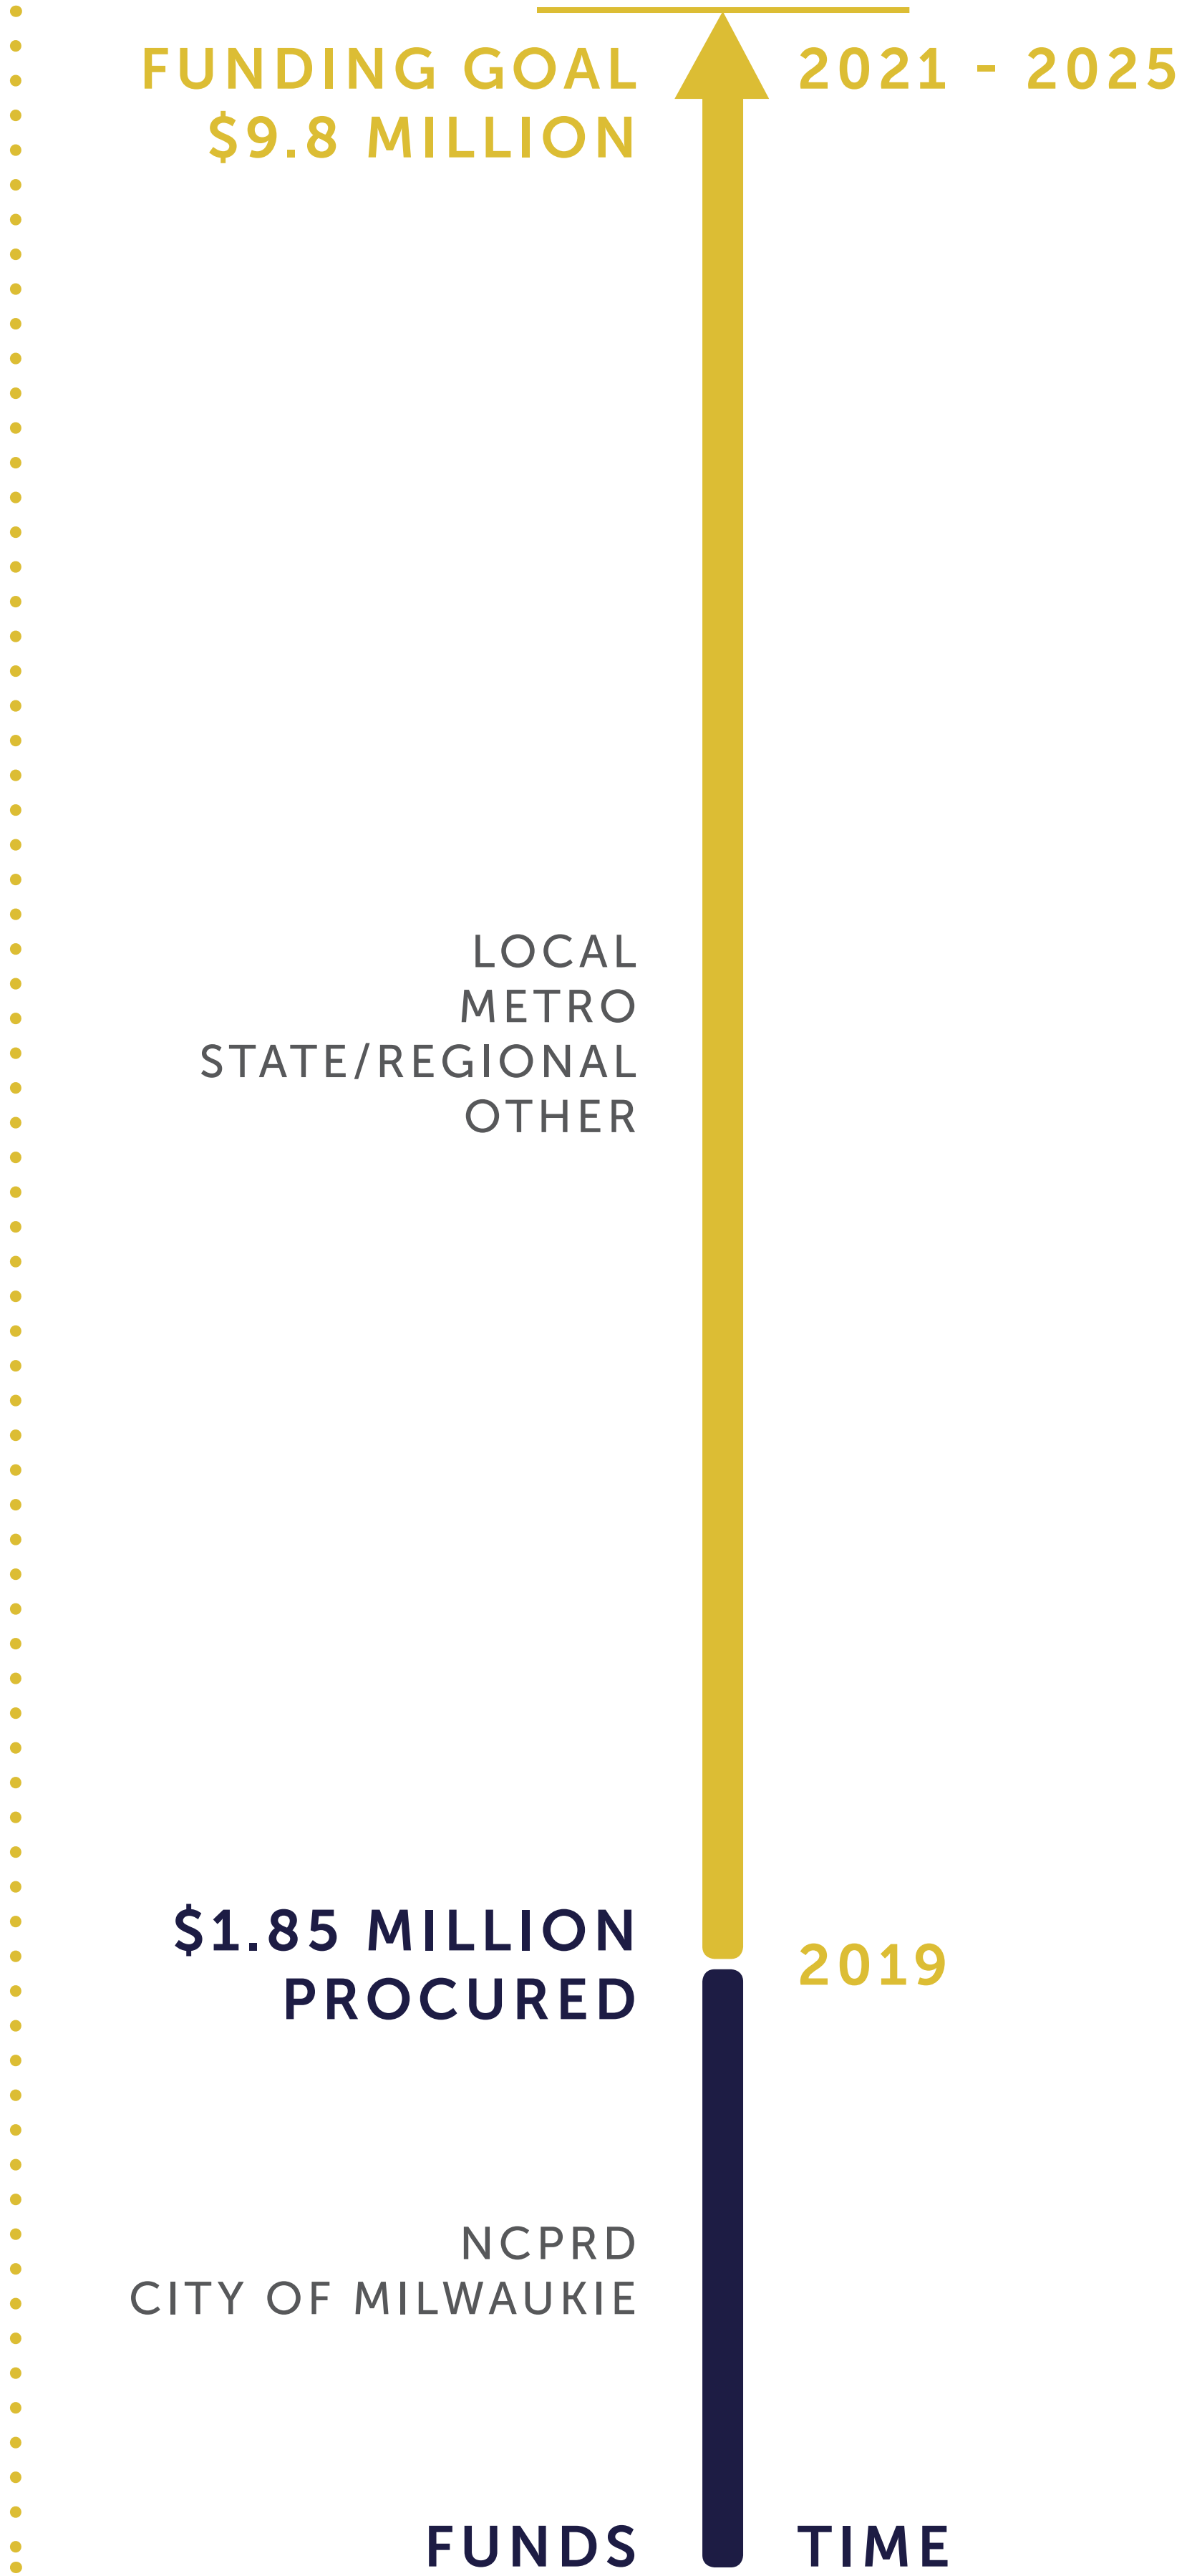 FUNDING GOAL
$9.8 MILLION
2021 - 2025
LOCAL
METRO
STATE/REGIONAL
OTHER
$1.85 MILLION
PROCURED
2019
NCPRD
CITY OF MILWAUKIE
FUNDS
TIME